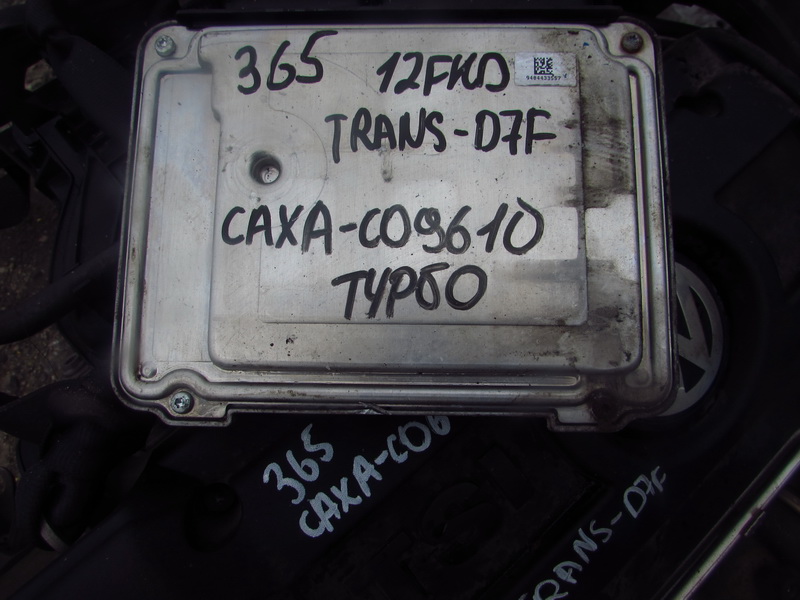 365 12FKD
TRANS-D7F
CAXA-C09610
ТУРБО
365
CAXA-C06
TRANS-D7F